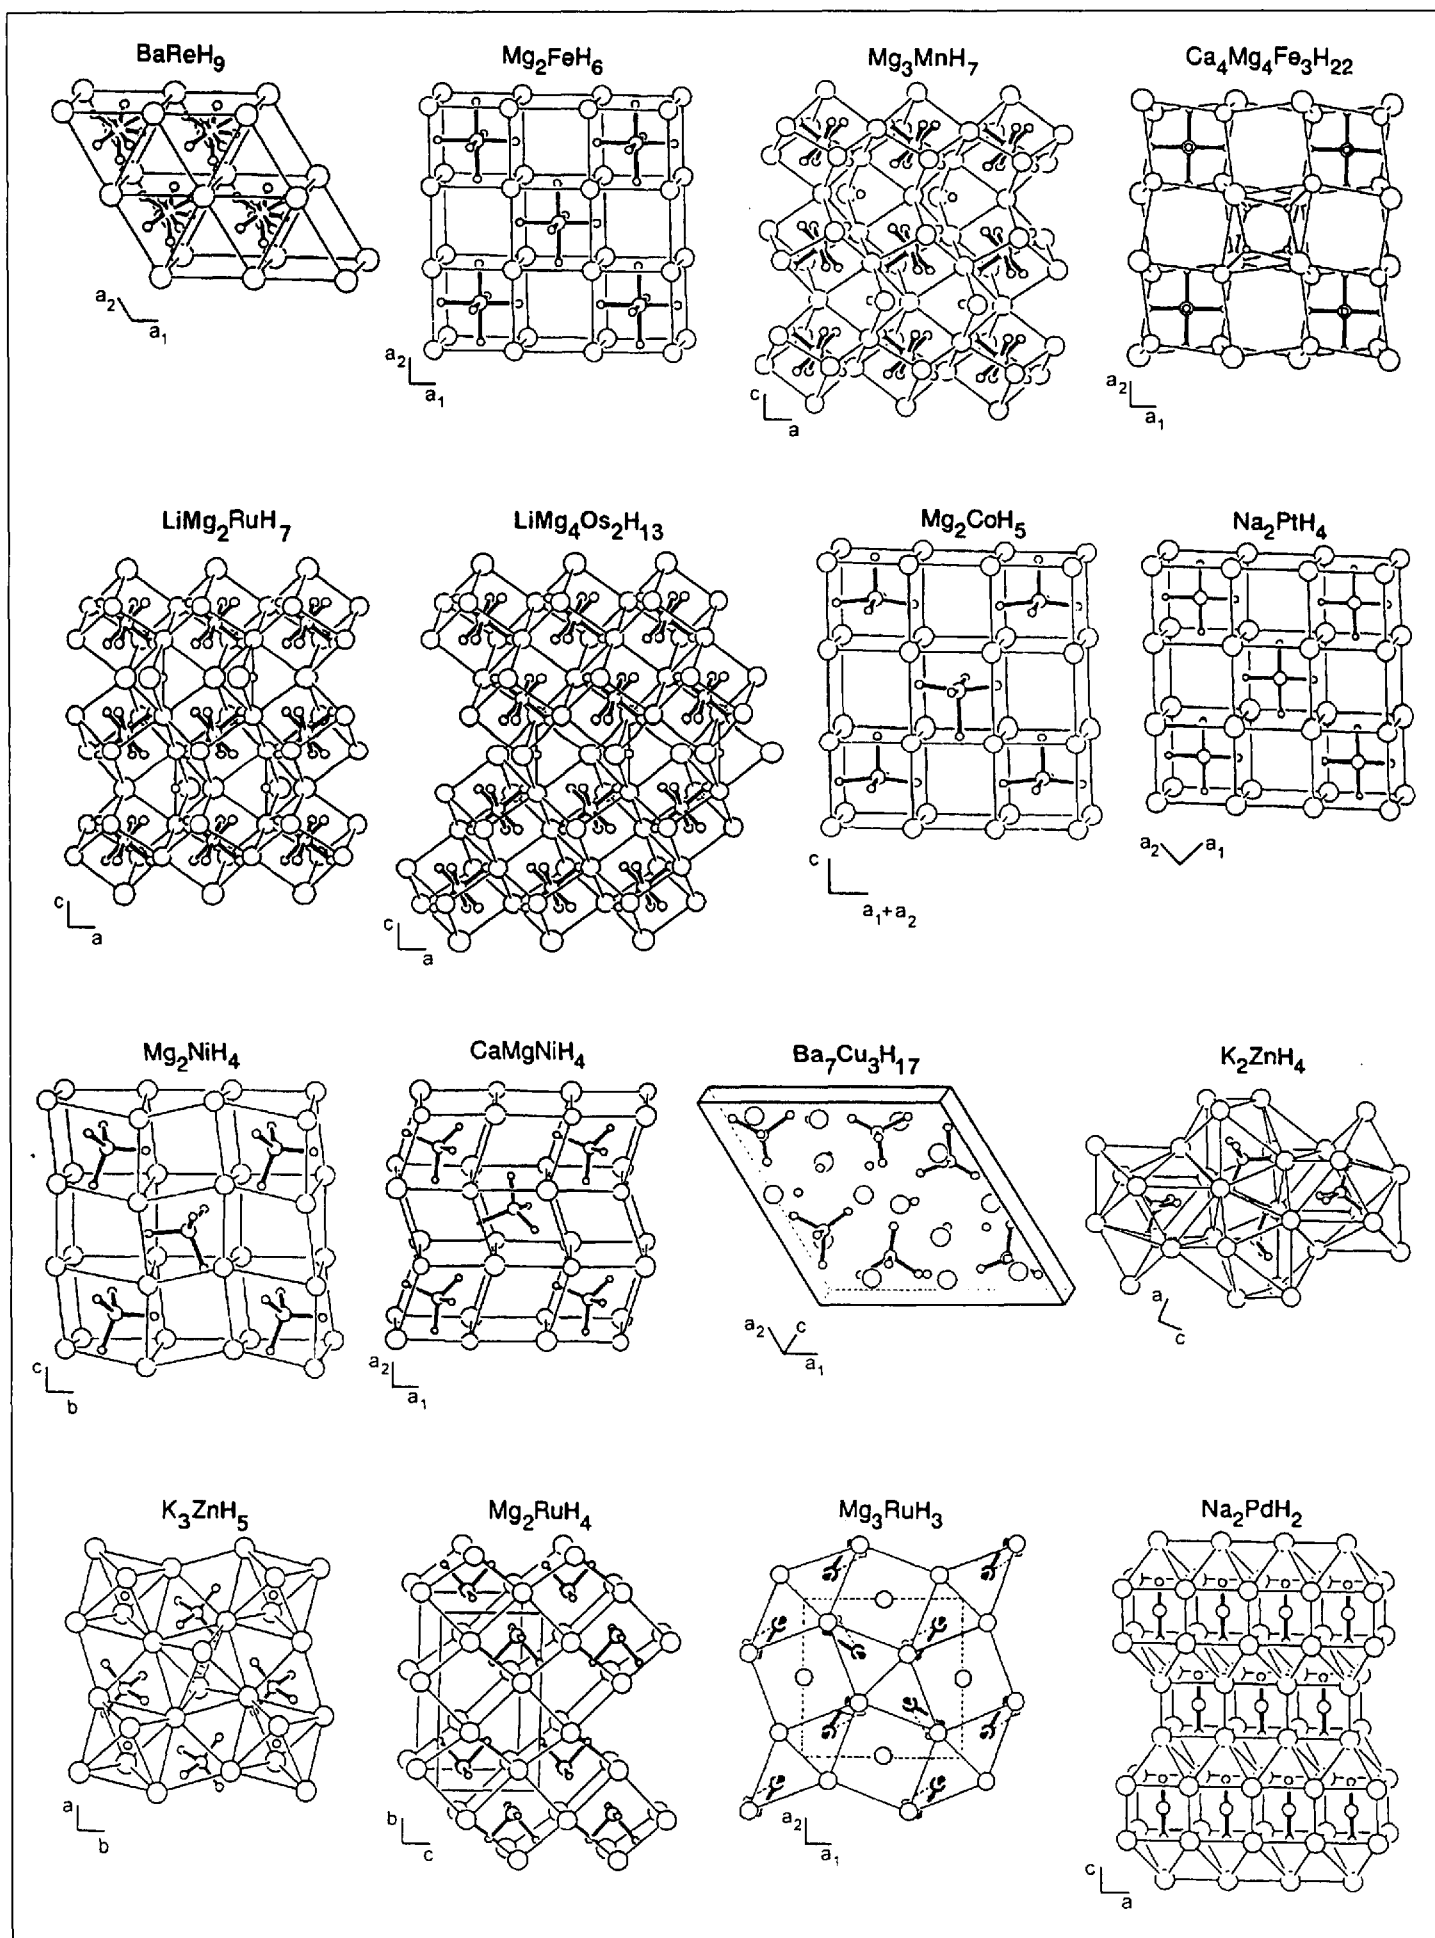 BaReH9
Mg2FeH6
Mg3MnH7
Ca4Mg4Fe3H22
a2
a1
a2
a1
c
a
a2
a1
LiMg2RuH7
LiMg4Os2H13
Mg2CoH5
Na2PtH4
c
a
c
a
c
a1+a2
a2
a1
Mg2NiH4
CaMgNiH4
Ba7Cu3H17
K2ZnH4
c
b
a2
a1
a2
c
a1
a
c
K3ZnH5
Mg2RuH4
Mg3RuH3
Na2PdH2
a
b
b
c
a2
a1
c
a